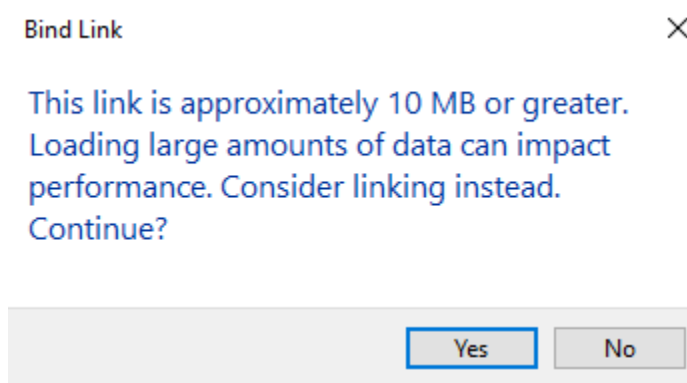 Bind Link
This link is approximately 10 MB or greater.
Loading large amounts of data can impact
performance. Consider linking instead.
Continue?
Yes No